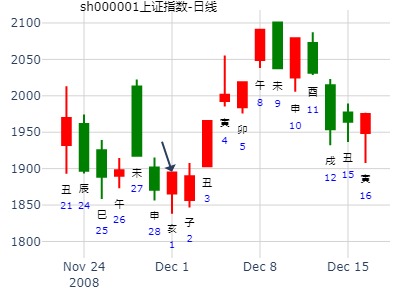 sh000001上证指数-日线
2100
2050
2000
1950
1900
1850
1800
丑
21
辰
24
巳
25
午
26
未
27
申
28
亥
1
子
2
丑
3
寅
4
卯
5
午
8
未
9
申
10
酉
11
戌
12
丑
15
寅
16
Nov 24
2008
Dec 1
Dec 8
Dec 15